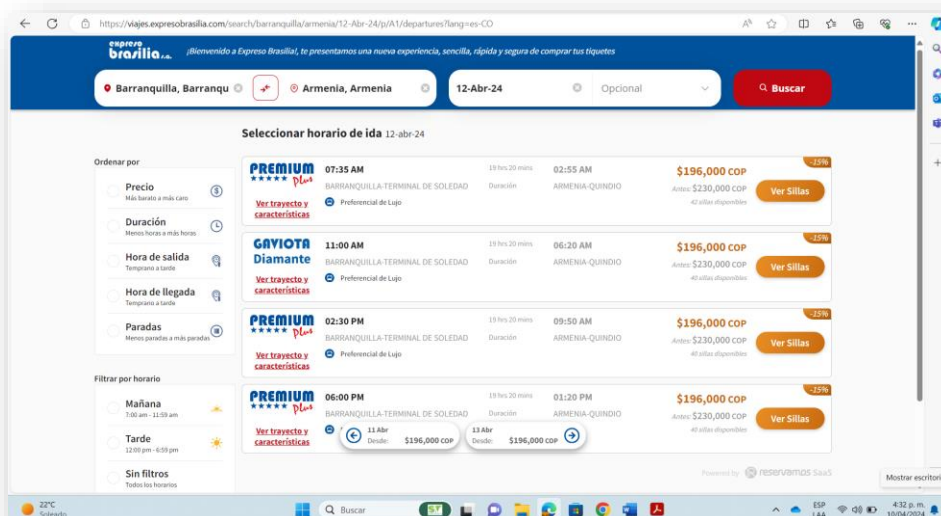 https://viajes.expresobrasilia.com/search/barranquilla/armenia/12-Abr-24/p/A1/departures?lang=es-CO
expreso
brasilia S.A.
¡Bienvenido a Expreso Brasilia!, te presentamos una nueva experiencia, sencilla, rápida y segura de comprar tus tiquetes
Barranquilla, Barranqu
Armenia, Armenia
12-Abr-24
Opcional
Buscar
Seleccionar horario de ida 12-abr-24
Ordenar por
Precio
Más barato a más caro
Duración
Menos horas a más horas
Hora de salida
Temprano a tarde
Hora de llegada
Temprano a tarde
Paradas
Menos paradas a más paradas
Filtrar por horario
Mañana
7:00 am - 11:59 am
Tarde
12:00 pm - 6:59 pm
Sin filtros
Todos los horarios
PREMIUM
Plus
Ver trayecto y
características
07:35 AM
BARRANQUILLA-TERMINAL DE SOLEDAD
Preferencial de Lujo
19 hrs 20 mins
Duración
02:55 AM
ARMENIA-QUINDIO
-15%
$196,000 COP
Antes: $230,000 COP
42 sillas disponibles
Ver Sillas
GAVIOTA
Diamante
Ver trayecto y
características
11:00 AM
BARRANQUILLA-TERMINAL DE SOLEDAD
Preferencial de Lujo
19 hrs 20 mins
Duración
06:20 AM
ARMENIA-QUINDIO
-15%
$196,000 COP
Antes: $230,000 COP
40 sillas disponibles
Ver Sillas
PREMIUM
Plus
Ver trayecto y
características
02:30 PM
BARRANQUILLA-TERMINAL DE SOLEDAD
Preferencial de Lujo
19 hrs 20 mins
Duración
09:50 AM
ARMENIA-QUINDIO
-15%
$196,000 COP
Antes: $230,000 COP
40 sillas disponibles
Ver Sillas
PREMIUM
Plus
Ver trayecto y
características
06:00 PM
BARRANQUILLA-TERMINAL DE SOLEDAD
19 hrs 20 mins
Duración
01:20 PM
ARMENIA-QUINDIO
-15%
$196,000 COP
Antes: $230,000 COP
40 sillas disponibles
Ver Sillas
11 Abr
Desde: $196,000 COP
13 Abr
Desde: $196,000 COP
Powered by reservamos SaaS
Mostrar escritori
22°C
Soleado
Buscar
ESP
LAA
4:32 p. m.
10/04/2024